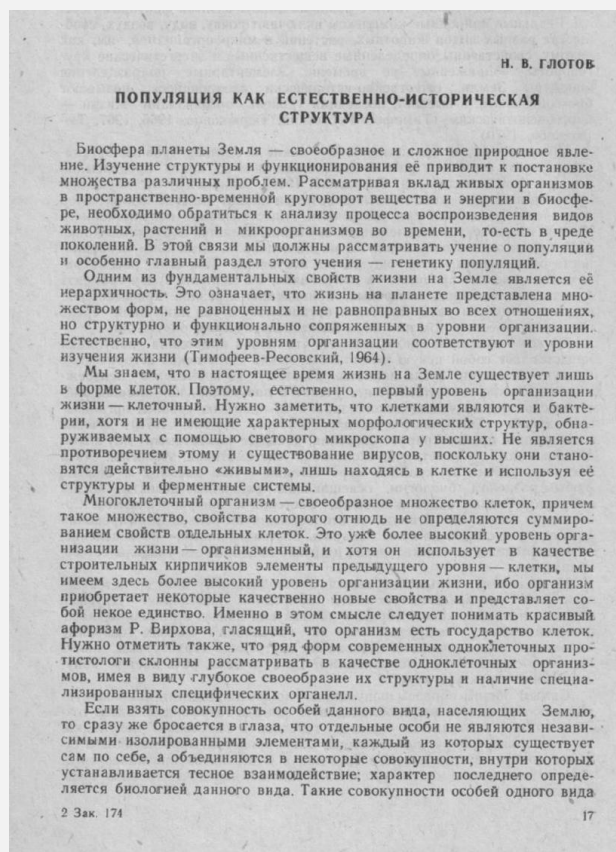 Н. В. ГЛОТОВ
ПОПУЛЯЦИЯ КАК ЕСТЕСТВЕННО-ИСТОРИЧЕСКАЯ
СТРУКТУРА
Биосфера планеты Земля — своёобразное и сложное природное явле-
ние. Изучение структуры и функционирования её приводит к постановке
множества различных проблем. Рассматривая вклад живых организмов
в пространственно-временной круговорот вещества и энергии в биосфе-
ре, необходимо обратиться к анализу процесса воспроизведения видов
животных, растений и микроорганизмов во времени, то-есть в чреде
поколений. В этой связи мы должны рассматривать учение о популяции
и особенно главный раздел этого учения — генетику популяций.
Одним из фундаментальных свойств жизни на Земле является её
иерархичность. Это означает, что жизнь на планете представлена мно-
жеством форм, не равноценных и не равноправных во всех отношениях,
но структурно и функционально сопряженных в уровни организации.
Естественно, что этим уровням организации соответствуют и уровни
изучения жизни (Тимофеев-Ресовский, 1964).
Мы знаем, что в настоящее время жизнь на Земле существует лишь
в форме клеток. Поэтому, естественно, первый уровень организации
жизни — клеточный. Нужно заметить, что клетками являются и бакте-
рии, хотя и не имеющие характерных морфологических структур, обна-
руживаемых с помощью светового микроскопа у высших. Не является
противоречием этому и существование вирусов, поскольку они стано-
вятся действительно «живыми», лишь находясь в клетке и используя её
структуры и ферментные системы.
Многоклеточный организм — своеобразное множество клеток, причем
такое множество, свойства которого отнюдь не определяются суммиро-
ванием свойств отдельных клеток. Это уже более высокий уровень орга-
низации жизни — организменный, и хотя он использует в качестве
строительных кирпичиков элементы предыдущего уровня — клетки, мы
имеем здесь более высокий уровень организации жизни, ибо организм
приобретает некоторые качественно новые свойства и представляет со-
бой некое единство. Именно в этом смысле следует понимать красивый
афоризм Р. Вирхова, гласящий, что организм есть государство клеток.
Нужно отметить также, что ряд форм современных одноклеточных про-
тистологи склонны рассматривать в качестве одноклеточных организ-
мов, имея в виду глубокое своеобразие их структуры и наличие специа-
лизированных специфических органелл.
Если взять совокупность особей данного вида, населяющих Землю,
то сразу же бросается в глаза, что отдельные особи не являются незави-
симыми изолированными элементами, каждый из которых существует
сам по себе, а объединяются в некоторые совокупности, внутри которых
устанавливается тесное взаимодействие; характер последнего опреде-
ляется биологией данного вида. Такие совокупности особей одного вида
2 Зак. 174
17